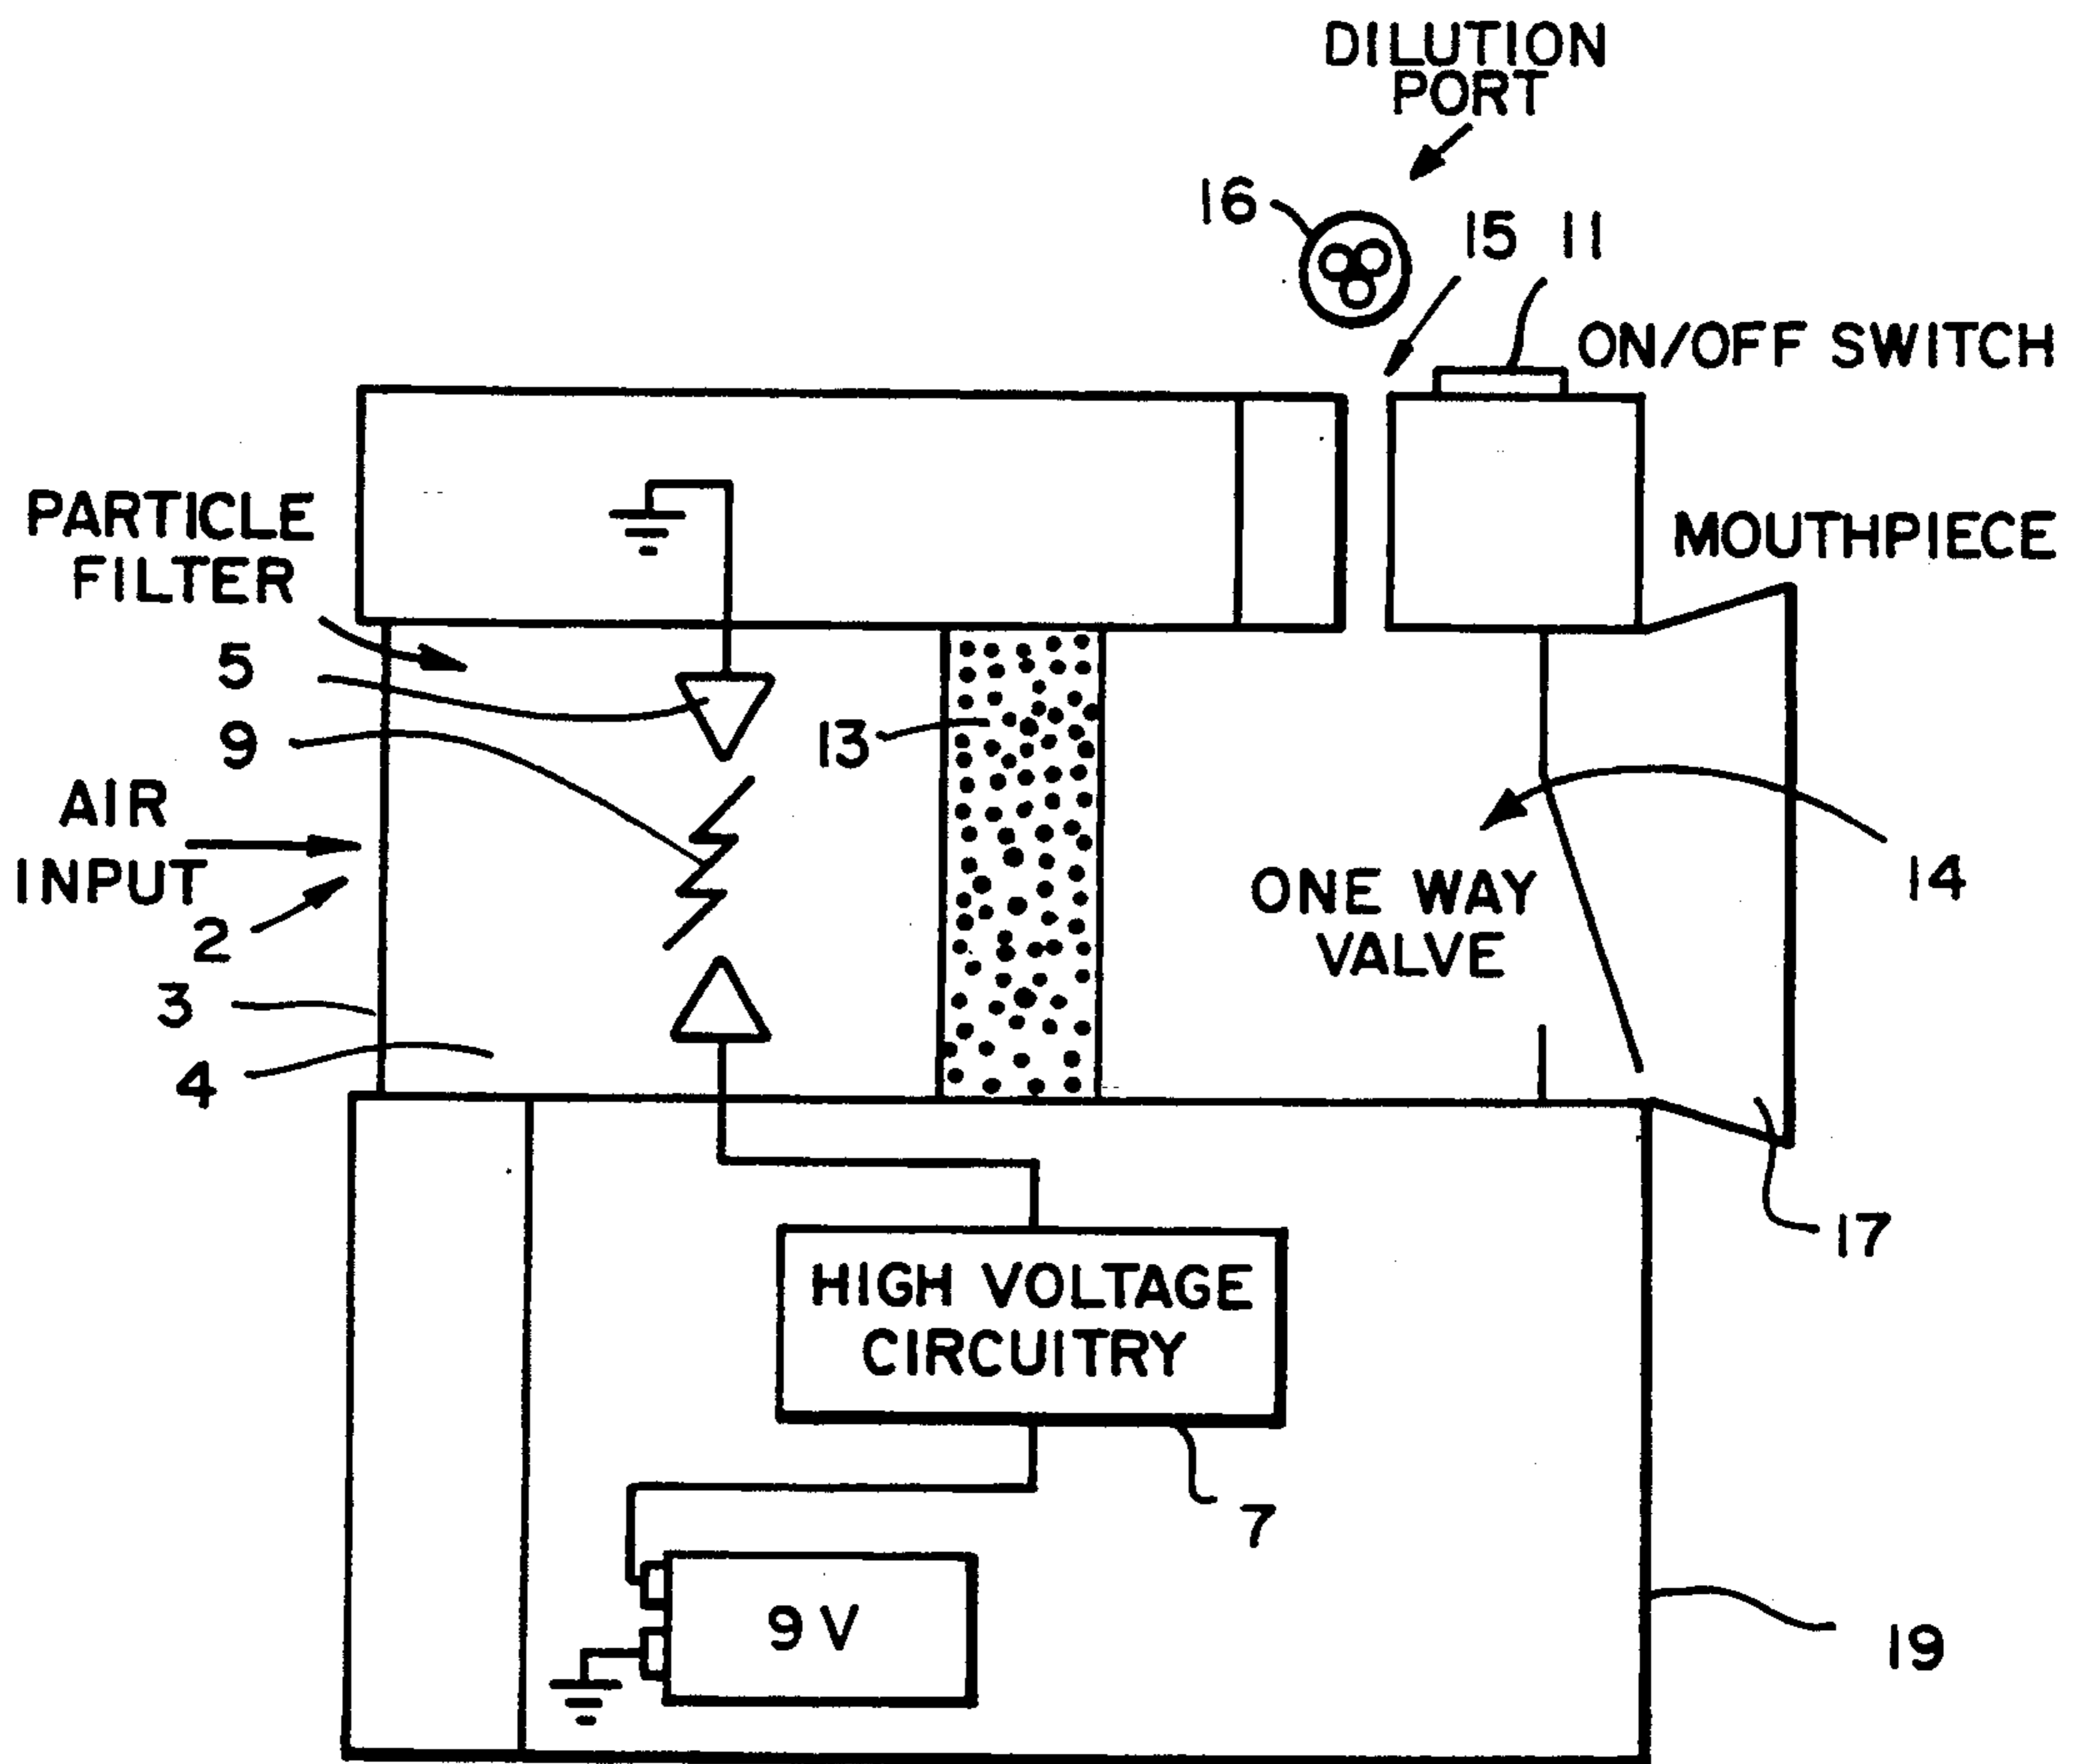 DILUTION
PORT
16
15
11
ON/OFF SWITCH
PARTICLE
FILTER
MOUTHPIECE
5
9
13
AIR
INPUT
2
ONE WAY
VALVE
14
3
4
17
HIGH VOLTAGE
CIRCUITRY
7
9V
19